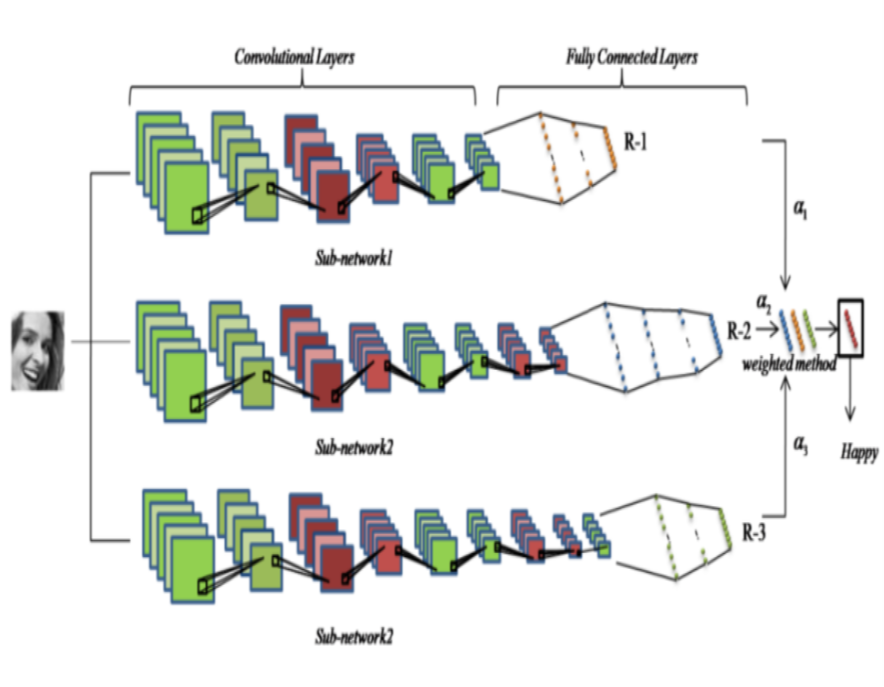 Convolutional Layers
Fully Connected Layers
R-1
α1
Sub-network1
α2
R-2
weighted method
Sub-network2
α3
Happy
R-3
Sub-network2